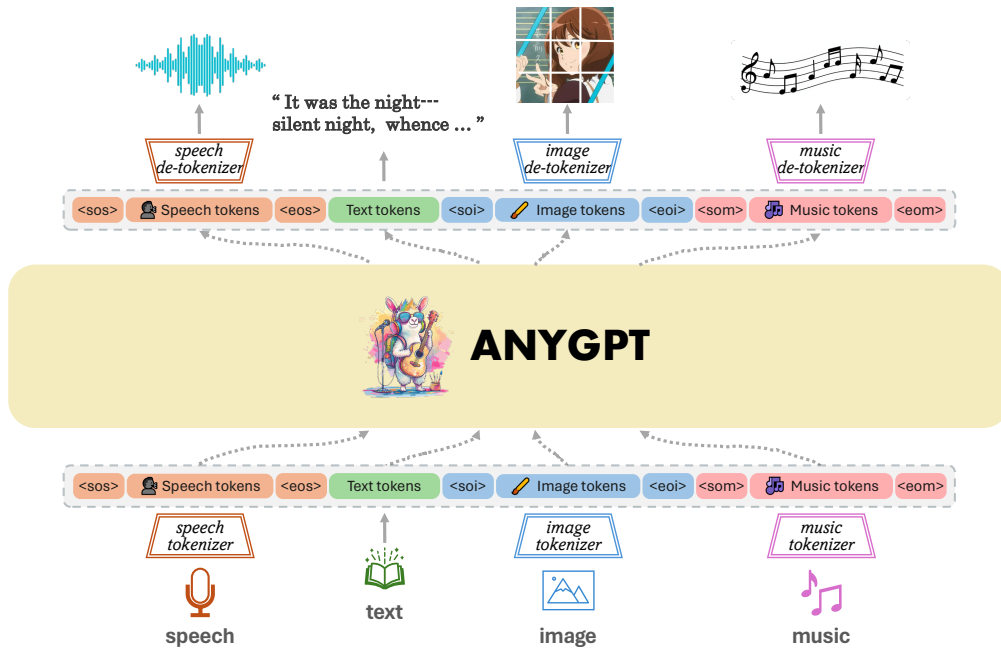 “ It was the night---
silent night, whence ... ”
speech
de-tokenizer
image
de-tokenizer
music
de-tokenizer
<sos> Speech tokens <eos> Text tokens <soi> Image tokens <eoi> <som> Music tokens <eom>
ANYGPT
<sos> Speech tokens <eos> Text tokens <soi> Image tokens <eoi> <som> Music tokens <eom>
speech
tokenizer
image
tokenizer
music
tokenizer
text
speech
image
music